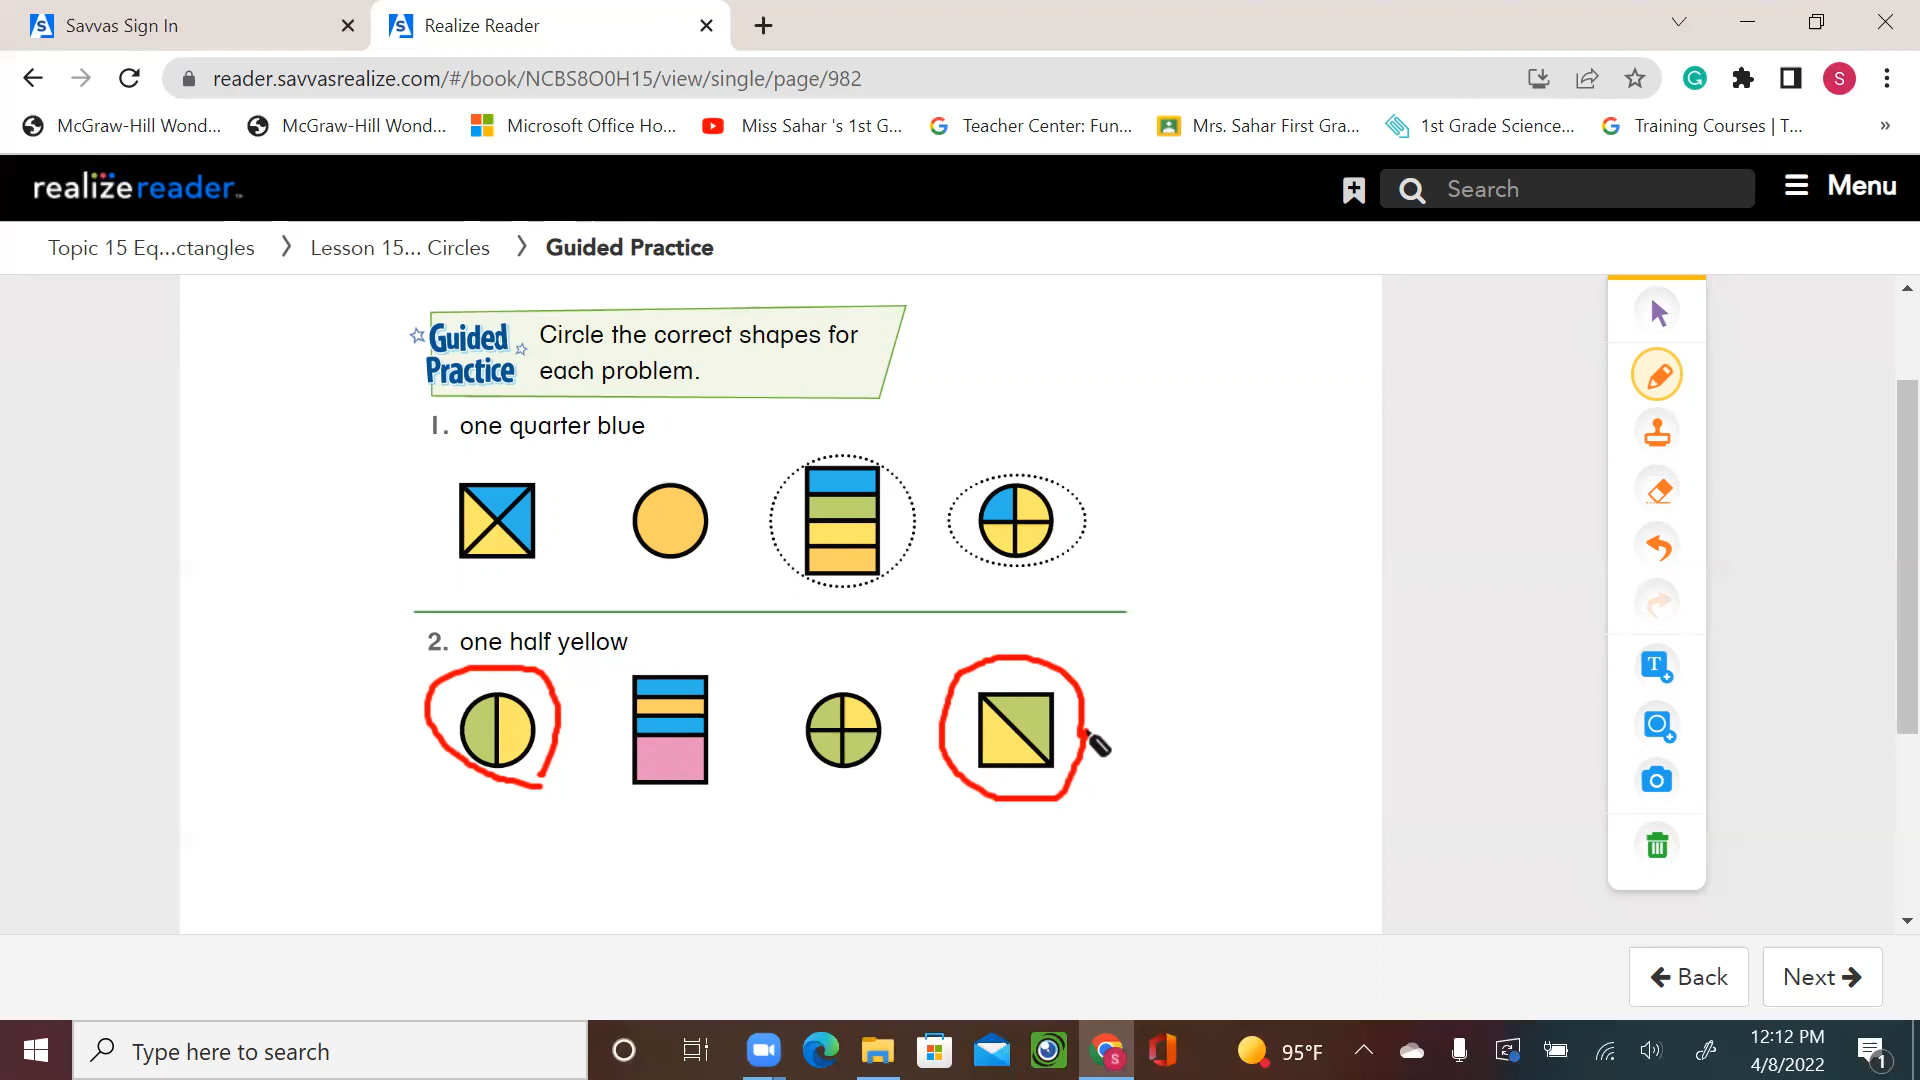 Savvas Sign In
Realize Reader
reader.savvasrealize.com/#/book/NCBS8O0H15/view/single/page/982
S
McGraw-Hill Wond...
McGraw-Hill Wond...
Microsoft Office Ho...
Miss Sahar 's 1st G...
Teacher Center: Fun...
Mrs. Sahar First Gra...
1st Grade Science...
Training Courses | T...
»
realizereader™
Search
Menu
Topic 15 Eq...ctangles
Lesson 15... Circles
Guided Practice
Guided
Practice
Circle the correct shapes for
each problem.
1. one quarter blue
2. one half yellow
T
Back
Next
Type here to search
S
95°F
12:12 PM
4/8/2022
1